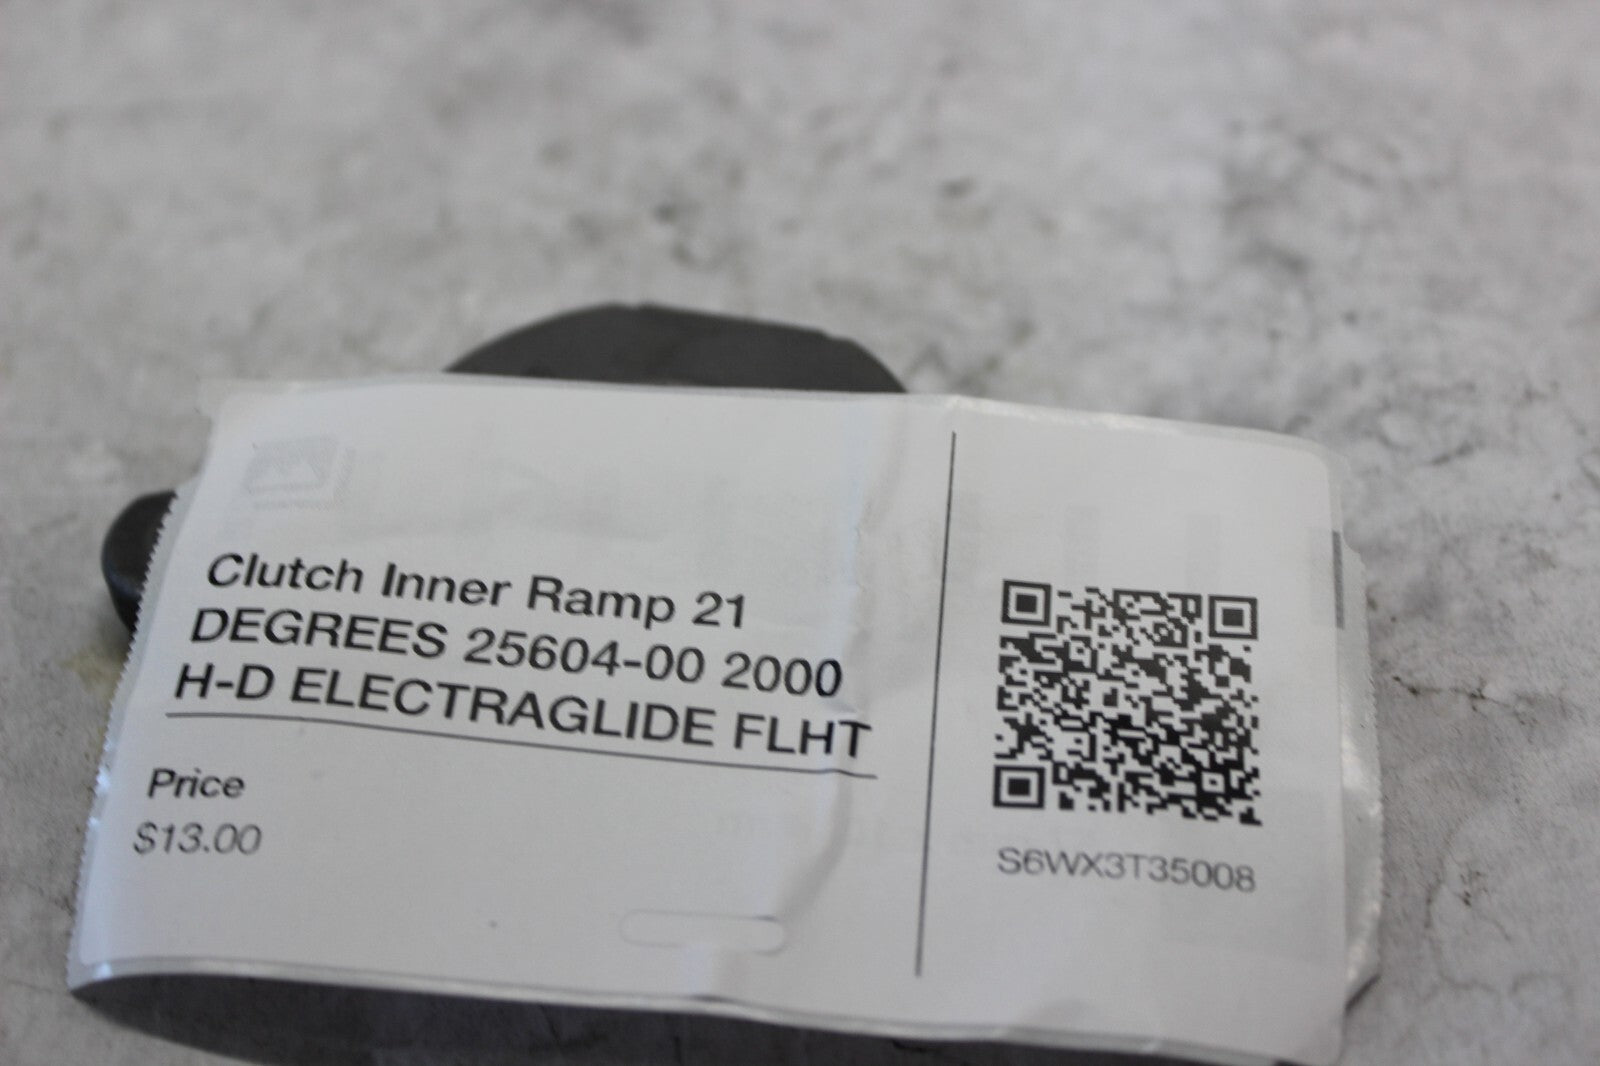 Clutch Inner Ramp 21
DEGREES 25604-00 2000
H-D ELECTRAGLIDE FLHT
Price
$13.00
S6WX3T35008